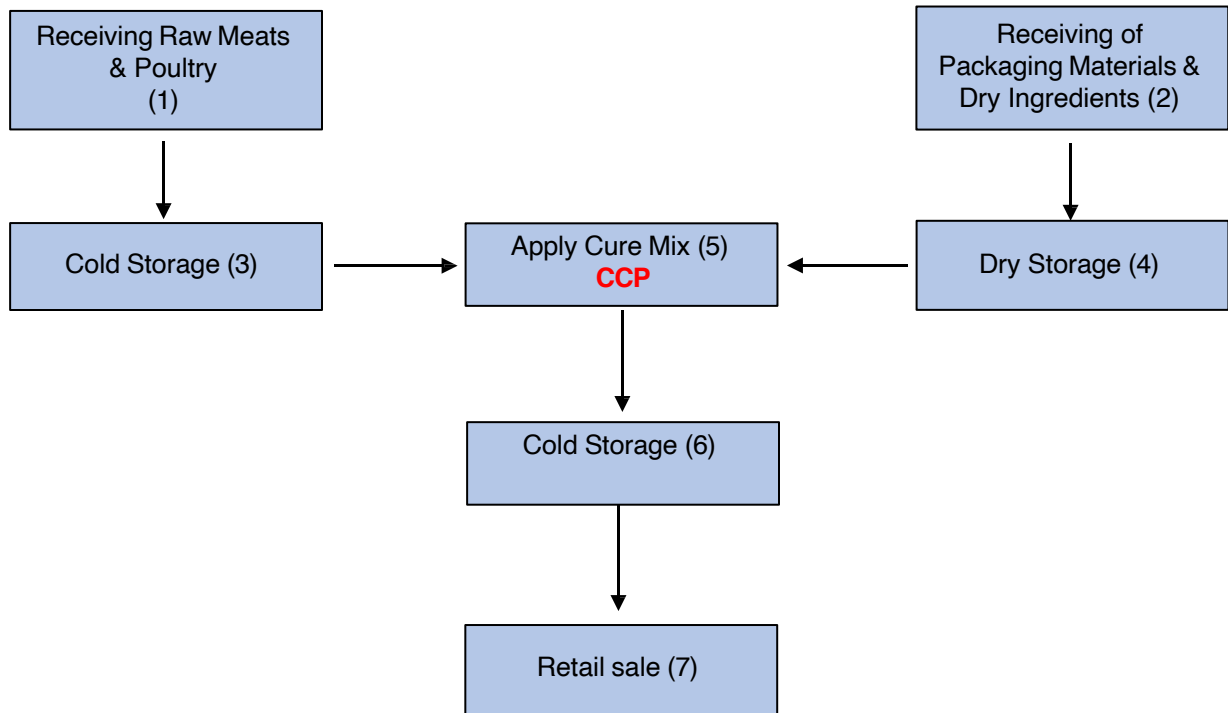 Receiving Raw Meats
& Poultry
(1)
Receiving of
Packaging Materials &
Dry Ingredients (2)
Cold Storage (3)
Apply Cure Mix (5)
CCP
Dry Storage (4)
Cold Storage (6)
Retail sale (7)